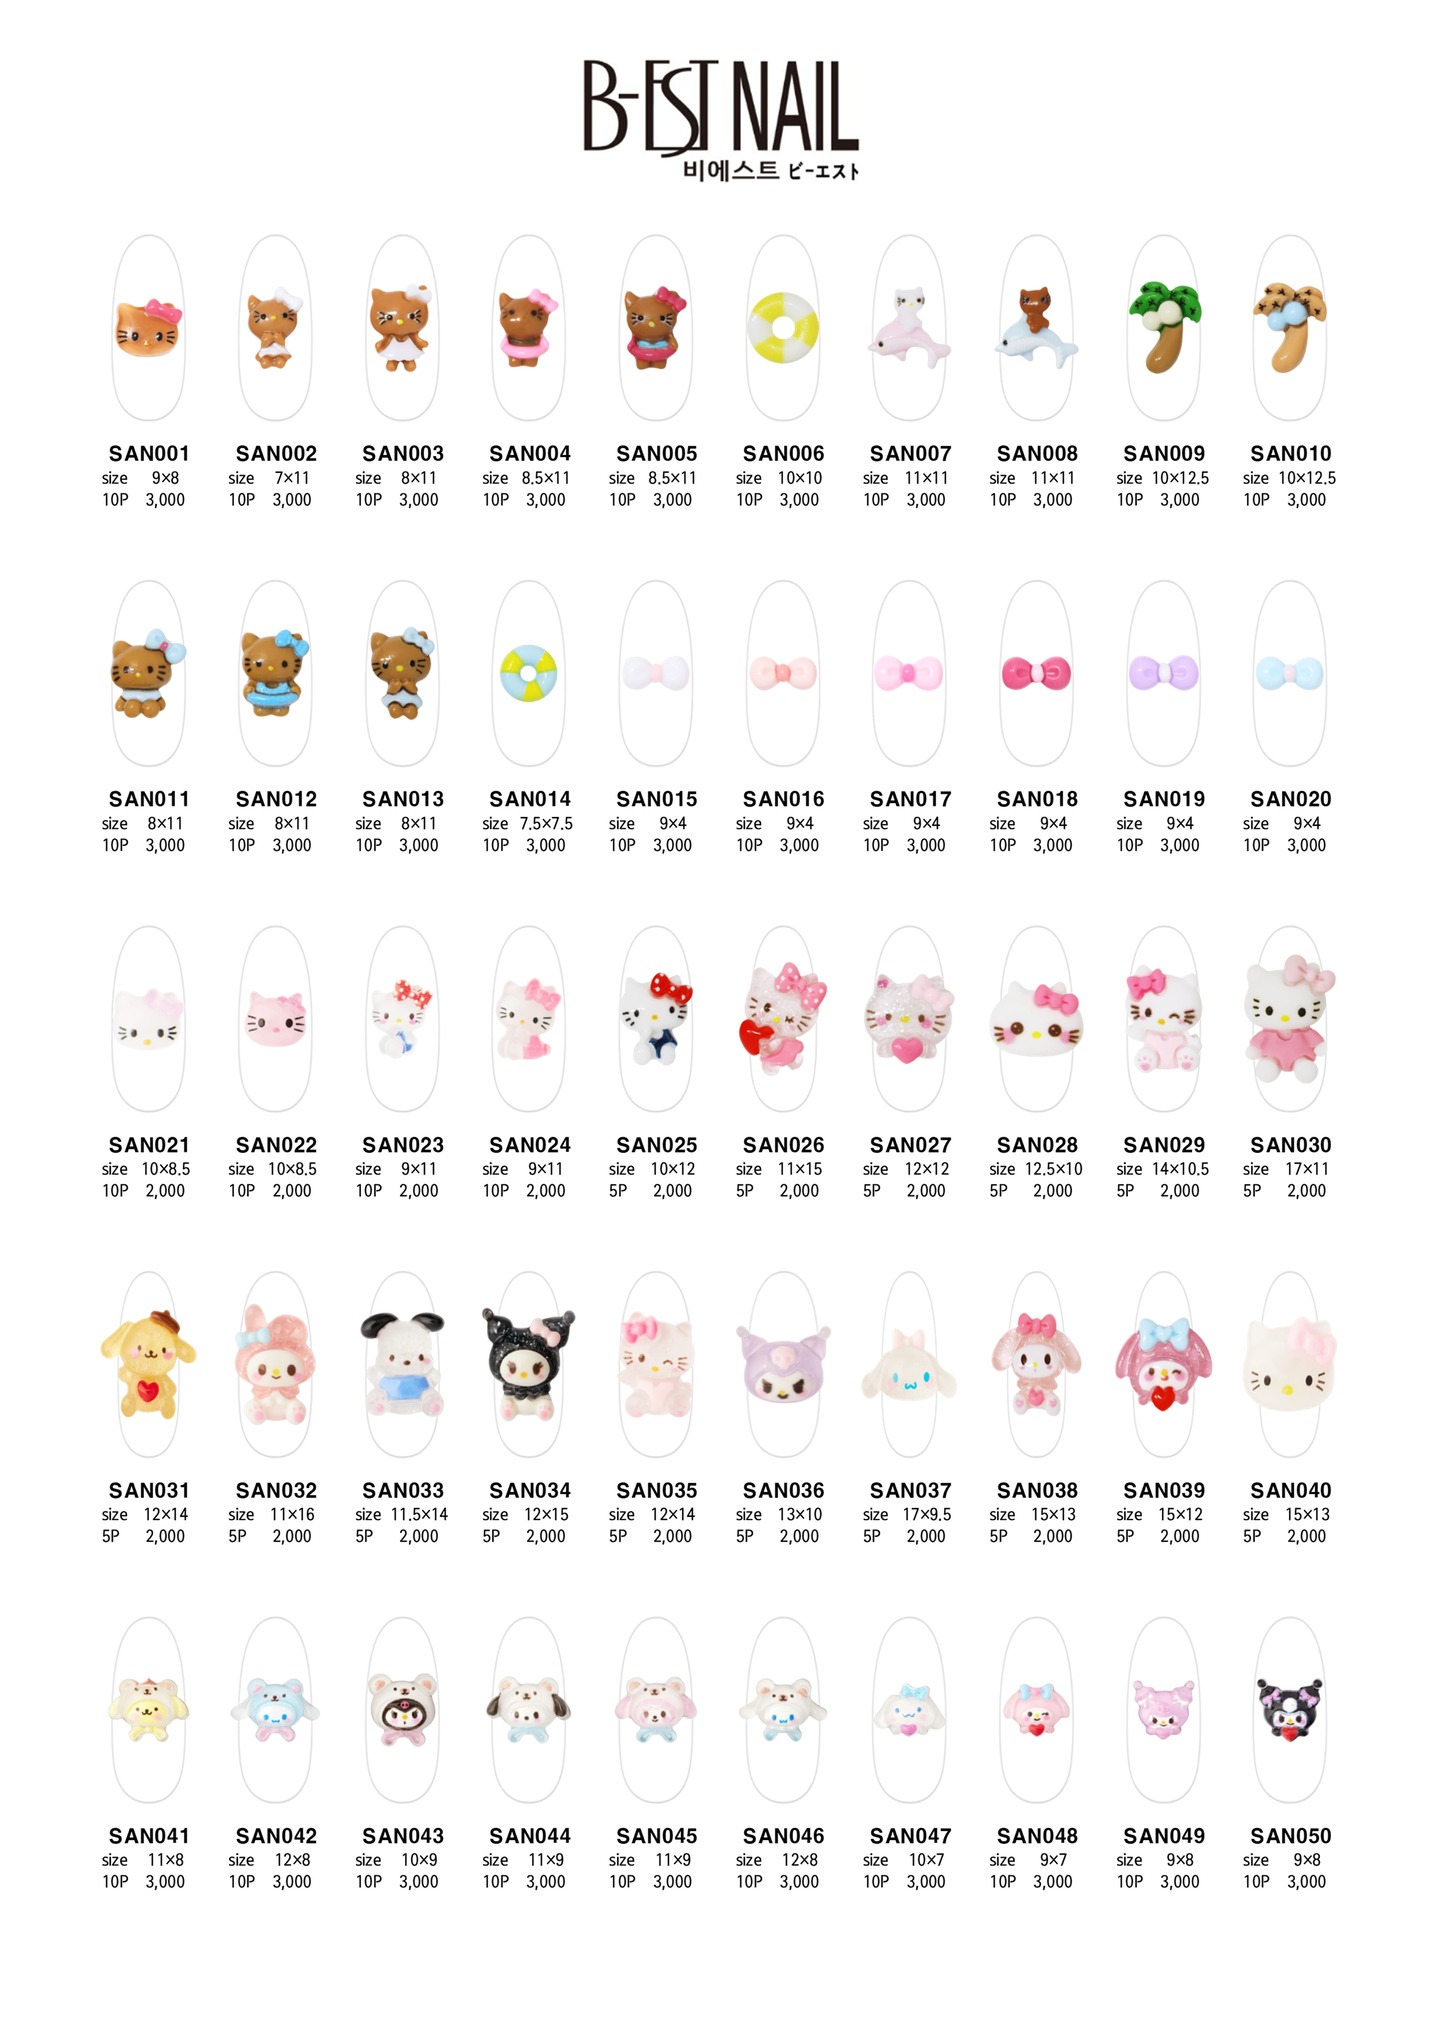 B-EST NAIL
비에스트 ビーエスト
SAN001 SAN002 SAN003 SAN004 SAN005 SAN006 SAN007 SAN008 SAN009 SAN010
size 9×8 size 7×11 size 8×11 size 8.5×11 size 8.5×11 size 10×10 size 11×11 size 11×11 size 10×12.5 size 10×12.5
10P 3,000 10P 3,000 10P 3,000 10P 3,000 10P 3,000 10P 3,000 10P 3,000 10P 3,000 10P 3,000 10P 3,000
SAN011 SAN012 SAN013 SAN014 SAN015 SAN016 SAN017 SAN018 SAN019 SAN020
size 8×11 size 8×11 size 8×11 size 7.5×7.5 size 9×4 size 9×4 size 9×4 size 9×4 size 9×4 size 9×4
10P 3,000 10P 3,000 10P 3,000 10P 3,000 10P 3,000 10P 3,000 10P 3,000 10P 3,000 10P 3,000 10P 3,000
SAN021 SAN022 SAN023 SAN024 SAN025 SAN026 SAN027 SAN028 SAN029 SAN030
size 10×8.5 size 10×8.5 size 9×11 size 9×11 size 10×12 size 11×15 size 12×12 size 12.5×10 size 14×10.5 size 17×11
10P 2,000 10P 2,000 10P 2,000 10P 2,000 5P 2,000 5P 2,000 5P 2,000 5P 2,000 5P 2,000 5P 2,000
SAN031 SAN032 SAN033 SAN034 SAN035 SAN036 SAN037 SAN038 SAN039 SAN040
size 12×14 size 11×16 size 11.5×14 size 12×15 size 12×14 size 13×10 size 17×9.5 size 15×13 size 15×12 size 15×13
5P 2,000 5P 2,000 5P 2,000 5P 2,000 5P 2,000 5P 2,000 5P 2,000 5P 2,000 5P 2,000 5P 2,000
SAN041 SAN042 SAN043 SAN044 SAN045 SAN046 SAN047 SAN048 SAN049 SAN050
size 11×8 size 12×8 size 10×9 size 11×9 size 11×9 size 12×8 size 10×7 size 9×7 size 9×8 size 9×8
10P 3,000 10P 3,000 10P 3,000 10P 3,000 10P 3,000 10P 3,000 10P 3,000 10P 3,000 10P 3,000 10P 3,000